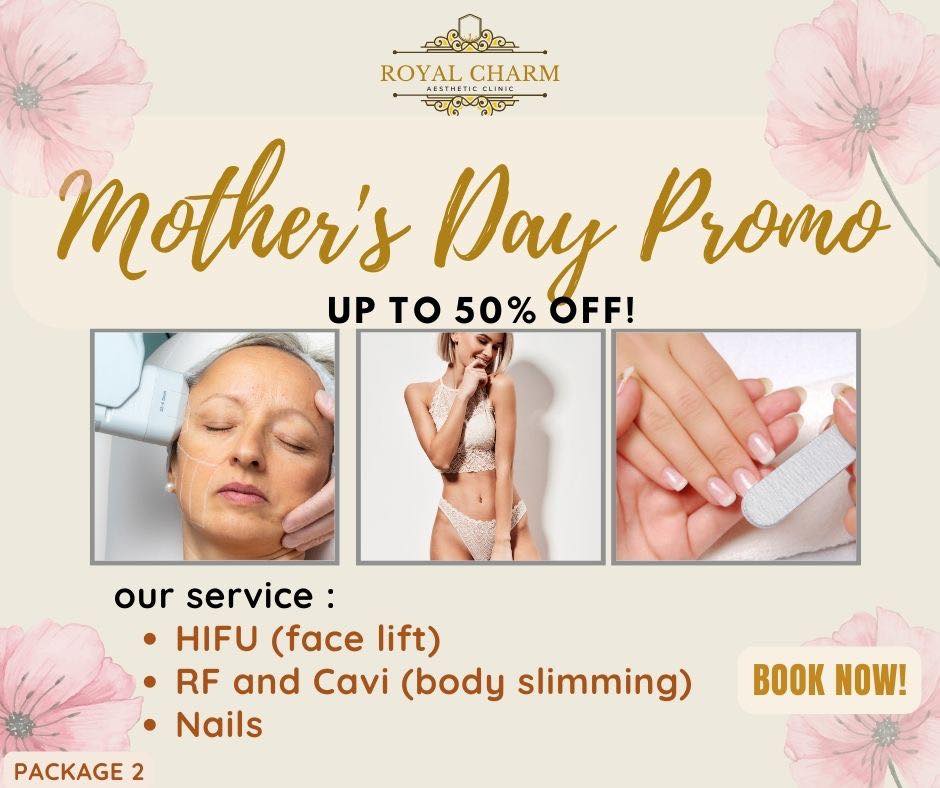 ROYAL CHARM
AESTHETIC CLINIC
Mother's Day Promo
UP TO 50% OFF!
our service :
• HIFU (face lift)
• RF and Cavi (body slimming)
• Nails
BOOK NOW!
PACKAGE 2